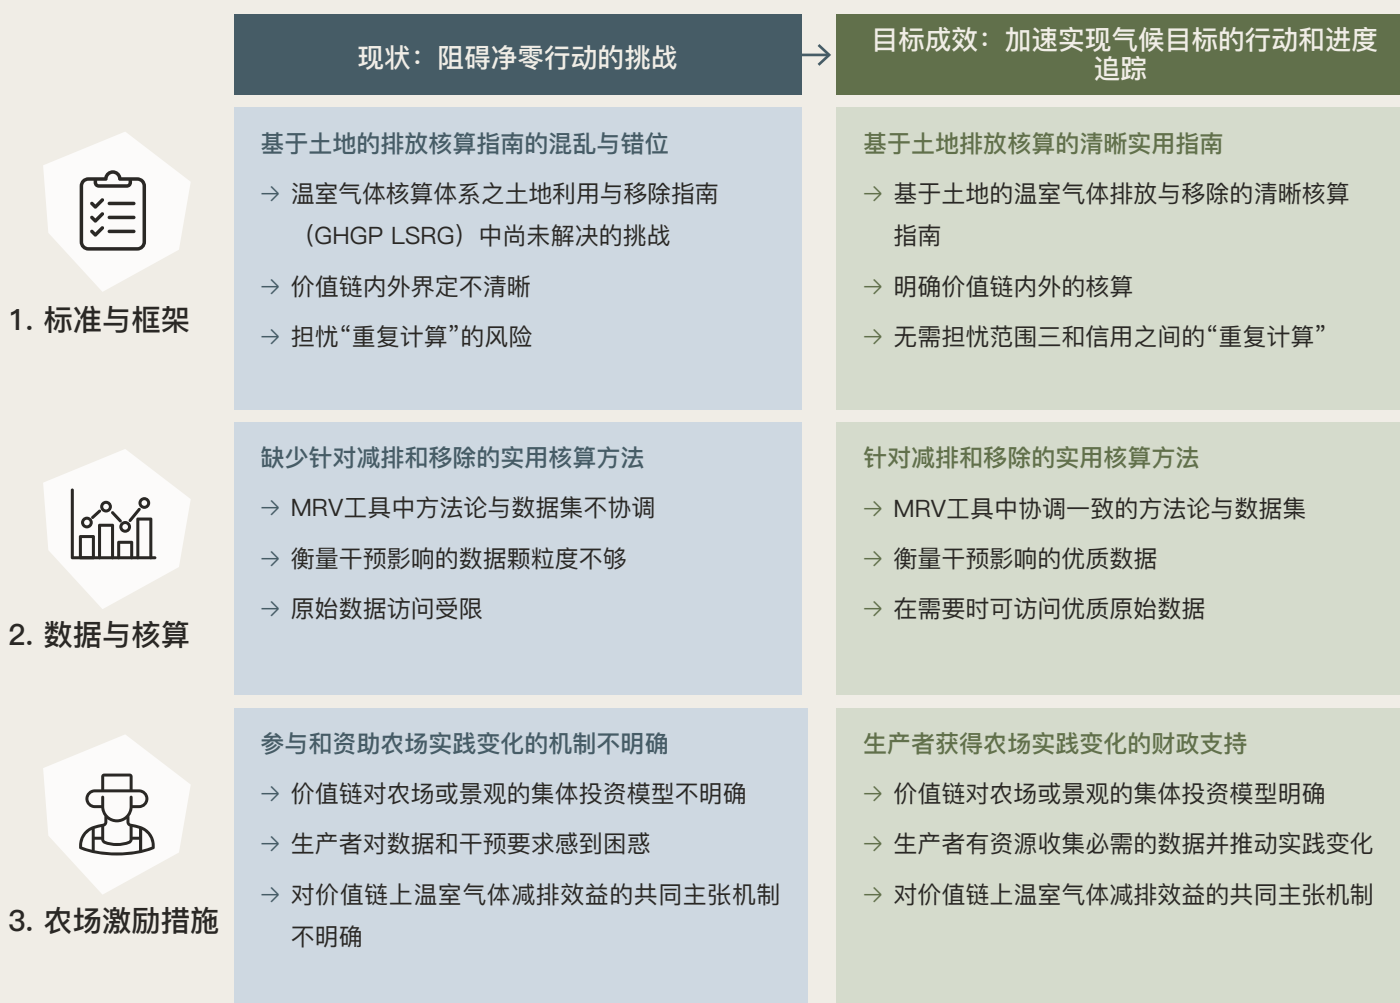 现状：阻碍净零行动的挑战
目标成效：加速实现气候目标的行动和进度
追踪
1. 标准与框架
基于土地的排放核算指南的混乱与错位
→ 温室气体核算体系之土地利用与移除指南
（GHGP LSRG）中尚未解决的挑战
→ 价值链内外界定不清晰
→ 担忧“重复计算”的风险
基于土地排放核算的清晰实用指南
→ 基于土地的温室气体排放与移除的清晰核算
指南
→ 明确价值链内外的核算
→ 无需担忧范围三和信用之间的“重复计算”
2. 数据与核算
缺少针对减排和移除的实用核算方法
→ MRV工具中方法论与数据集不协调
→ 衡量干预影响的数据颗粒度不够
→ 原始数据访问受限
针对减排和移除的实用核算方法
→ MRV工具中协调一致的方法论与数据集
→ 衡量干预影响的优质数据
→ 在需要时可访问优质原始数据
3. 农场激励措施
参与和资助农场实践变化的机制不明确
→ 价值链对农场或景观的集体投资模型不明确
→ 生产者对数据和干预要求感到困惑
→ 对价值链上温室气体减排效益的共同主张机制
不明确
生产者获得农场实践变化的财政支持
→ 价值链对农场或景观的集体投资模型明确
→ 生产者有资源收集必需的数据并推动实践变化
→ 对价值链上温室气体减排效益的共同主张机制